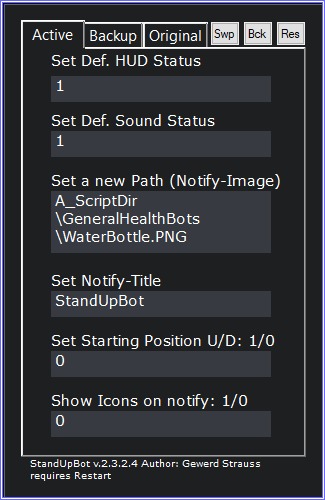 Active Backup Original Swp Bck Res
Set Def. HUD Status
1
Set Def. Sound Status
1
Set a new Path (Notify-Image)
A_ScriptDir
\GeneralHealthBots
\WaterBottle.PNG
Set Notify-Title
StandUpBot
Set Starting Position U/D: 1/0
0
Show Icons on notify: 1/0
0
StandUpBot v.2.3.2.4 Author: Gewerd Strauss
requires Restart